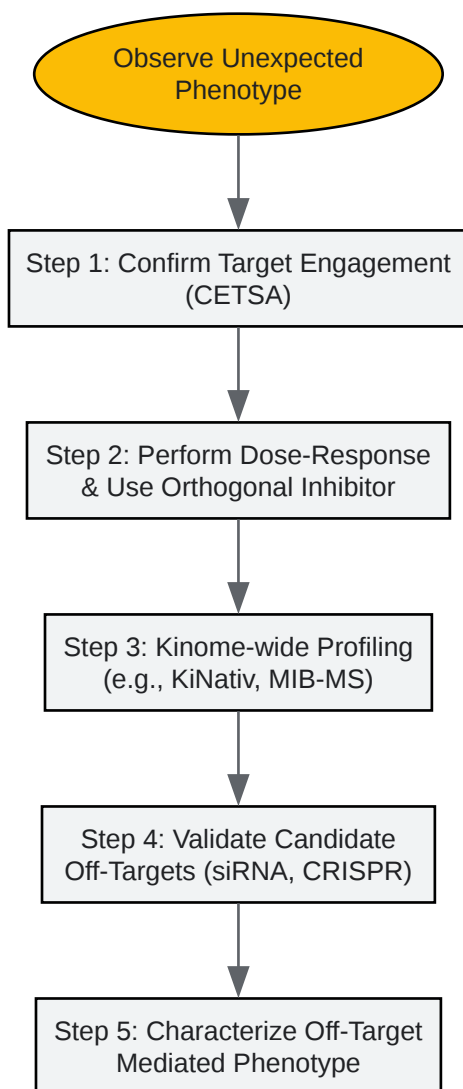 Observe Unexpected
Phenotype
Step 1: Confirm Target Engagement
(CETSA)
Step 2: Perform Dose-Response
& Use Orthogonal Inhibitor
Step 3: Kinome-wide Profiling
(e.g., KiNativ, MIB-MS)
Step 4: Validate Candidate
Off-Targets (siRNA, CRISPR)
Step 5: Characterize Off-Target
Mediated Phenotype